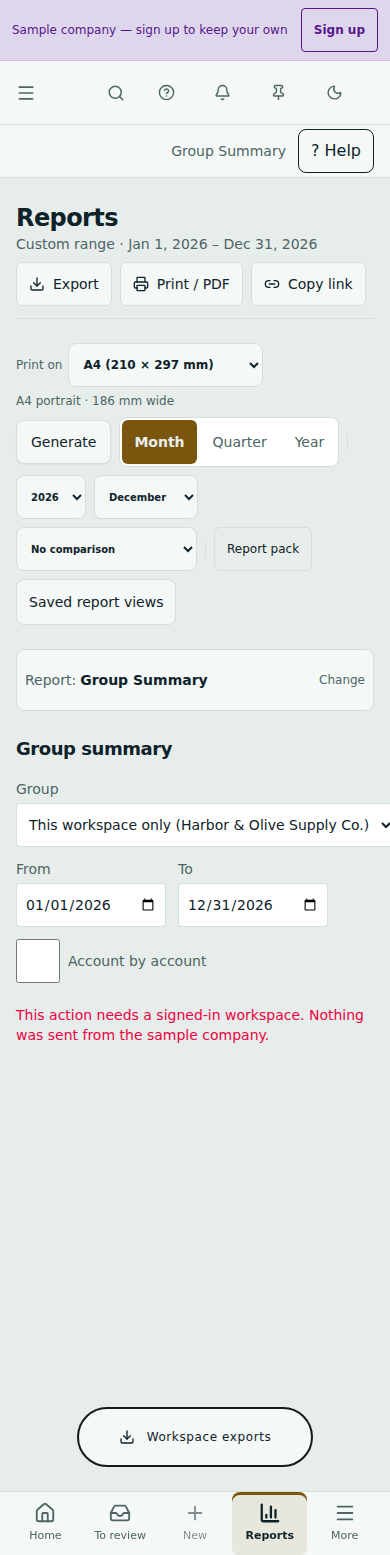 Sample company — sign up to keep your own
Sign up
Group Summary
? Help
Reports
Custom range · Jan 1, 2026 – Dec 31, 2026
Export
Print / PDF
Copy link
Print on
A4 (210 × 297 mm)
A4 portrait · 186 mm wide
Generate
Month
Quarter
Year
2026
December
No comparison
Report pack
Saved report views
Report: Group Summary
Change
Group summary
Group
This workspace only (Harbor & Olive Supply Co.)
From
To
01/01/2026
12/31/2026
Account by account
This action needs a signed-in workspace. Nothing
was sent from the sample company.
Workspace exports
Home
To review
New
Reports
More